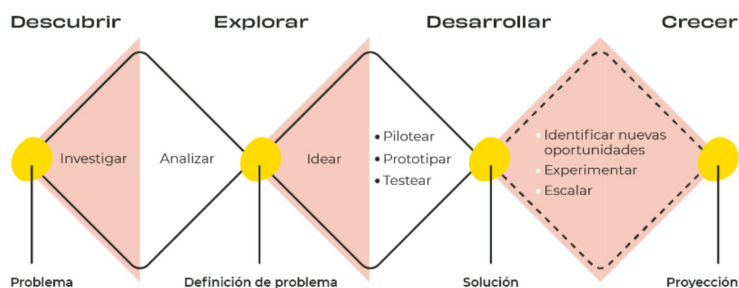 Descubrir
Explorar
Desarrollar
Crecer
Investigar
Analizar
Idear
• Pilotear
• Prototipar
• Testear
• Identificar nuevas
oportunidades
• Experimentar
• Escalar
Problema
Definición de problema
Solución
Proyección